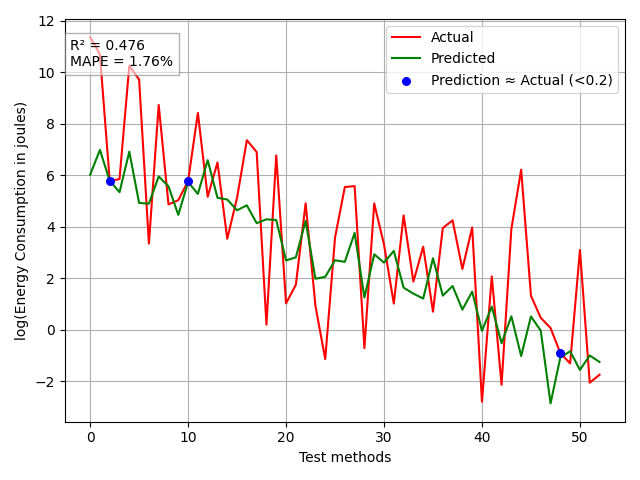 12
10
8
6
4
2
0
−2
log(Energy Consumption in joules)
R² = 0.476
MAPE = 1.76%
Actual
Predicted
Prediction ≈ Actual (<0.2)
0 10 20 30 40 50
Test methods